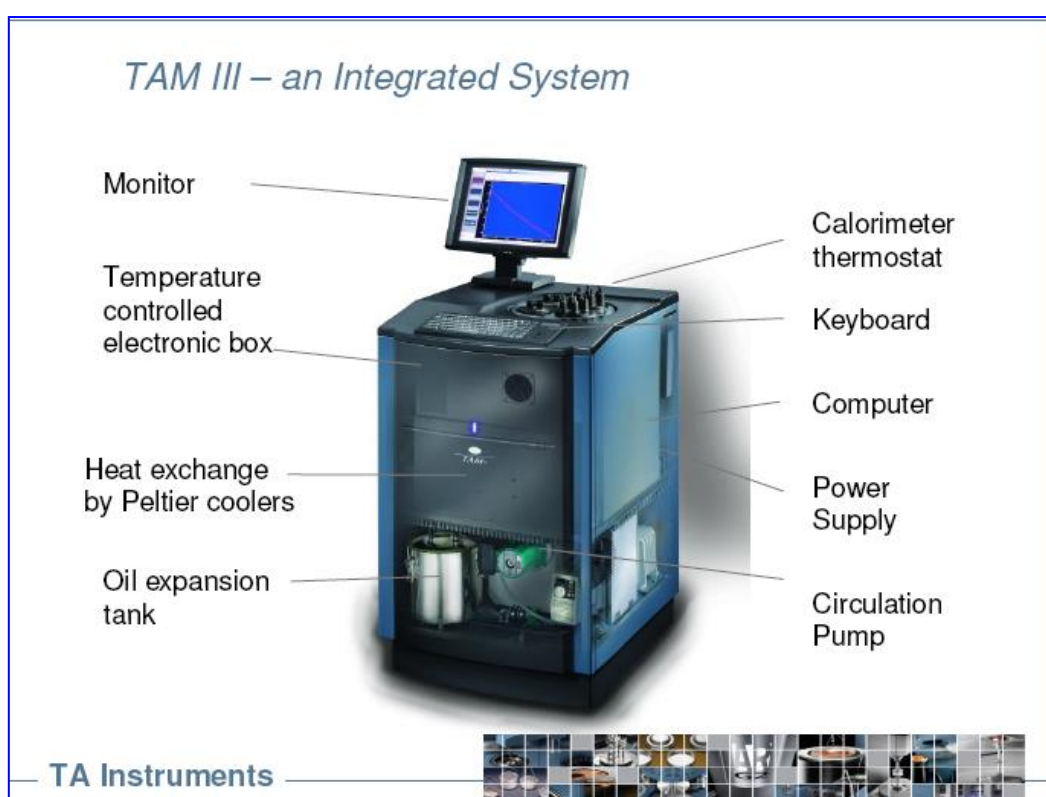 TAM III – an Integrated System
Monitor
Temperature
controlled
electronic box
Heat exchange
by Peltier coolers
Oil expansion
tank
Calorimeter
thermostat
Keyboard
Computer
Power
Supply
Circulation
Pump
TAM
TA Instruments